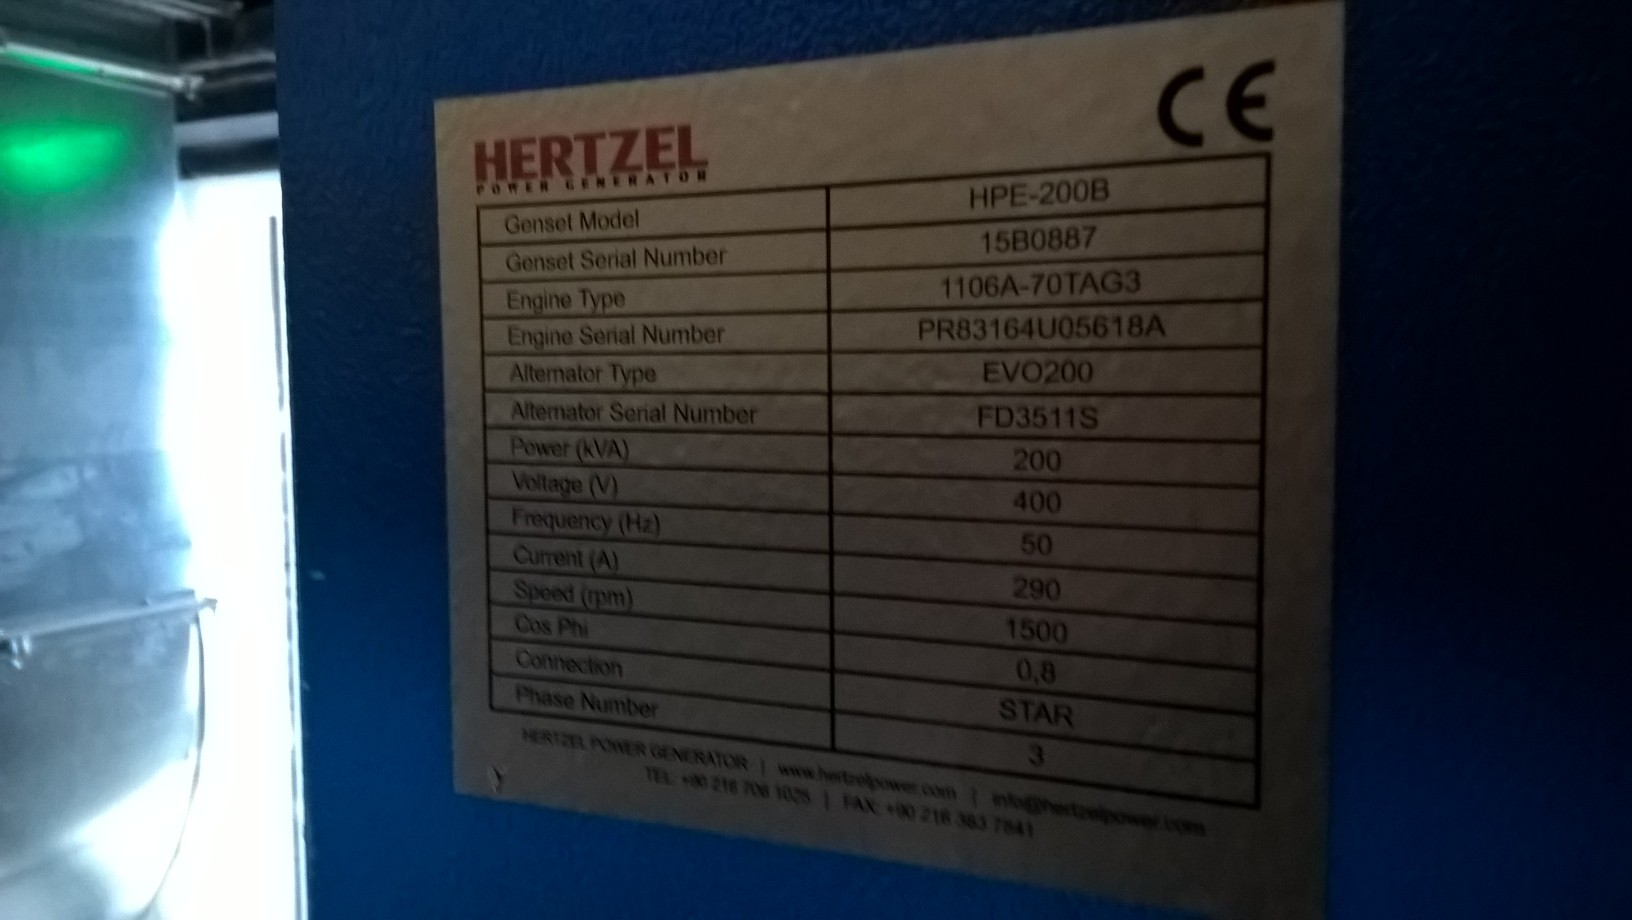 CE
HERTZEL
POWER GENERATOR
Genset Model HPE-200B
Genset Serial Number 15B0887
Engine Type 1106A-70TAG3
Engine Serial Number PR83164U05618A
Alternator Type EVO200
Alternator Serial Number FD3511S
Power (kVA) 200
Voltage (V) 400
Frequency (Hz) 50
Current (A) 290
Speed (rpm) 1500
Cos Phi 0,8
Connection STAR
Phase Number 3
HERTZEL POWER GENERATOR | www.hertzelpower.com | info@hertzelpower.com
TEL: +90 216 706 1025 | FAX: +90 216 383 7841